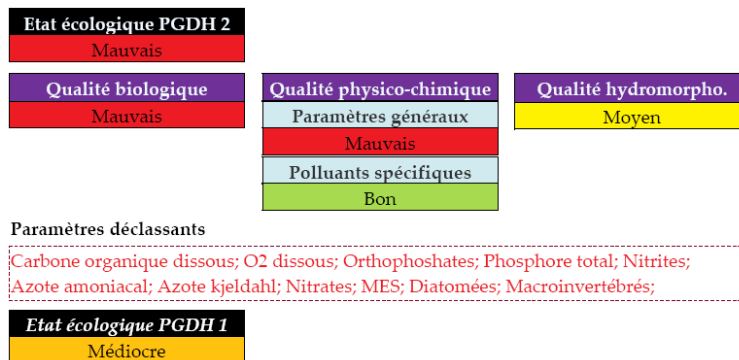 Etat écologique PGDH 2
Mauvais
Qualité biologique
Mauvais
Qualité physico-chimique
Paramètres généraux
Mauvais
Polluants spécifiques
Bon
Qualité hydromorpho.
Moyen
Paramètres déclassants
Carbone organique dissous; O2 dissous; Orthophoshates; Phosphore total; Nitrites;
Azote amoniacal; Azote kjeldahl; Nitrates; MES; Diatomées; Macroinvertébrés;
Etat écologique PGDH 1
Médiocre